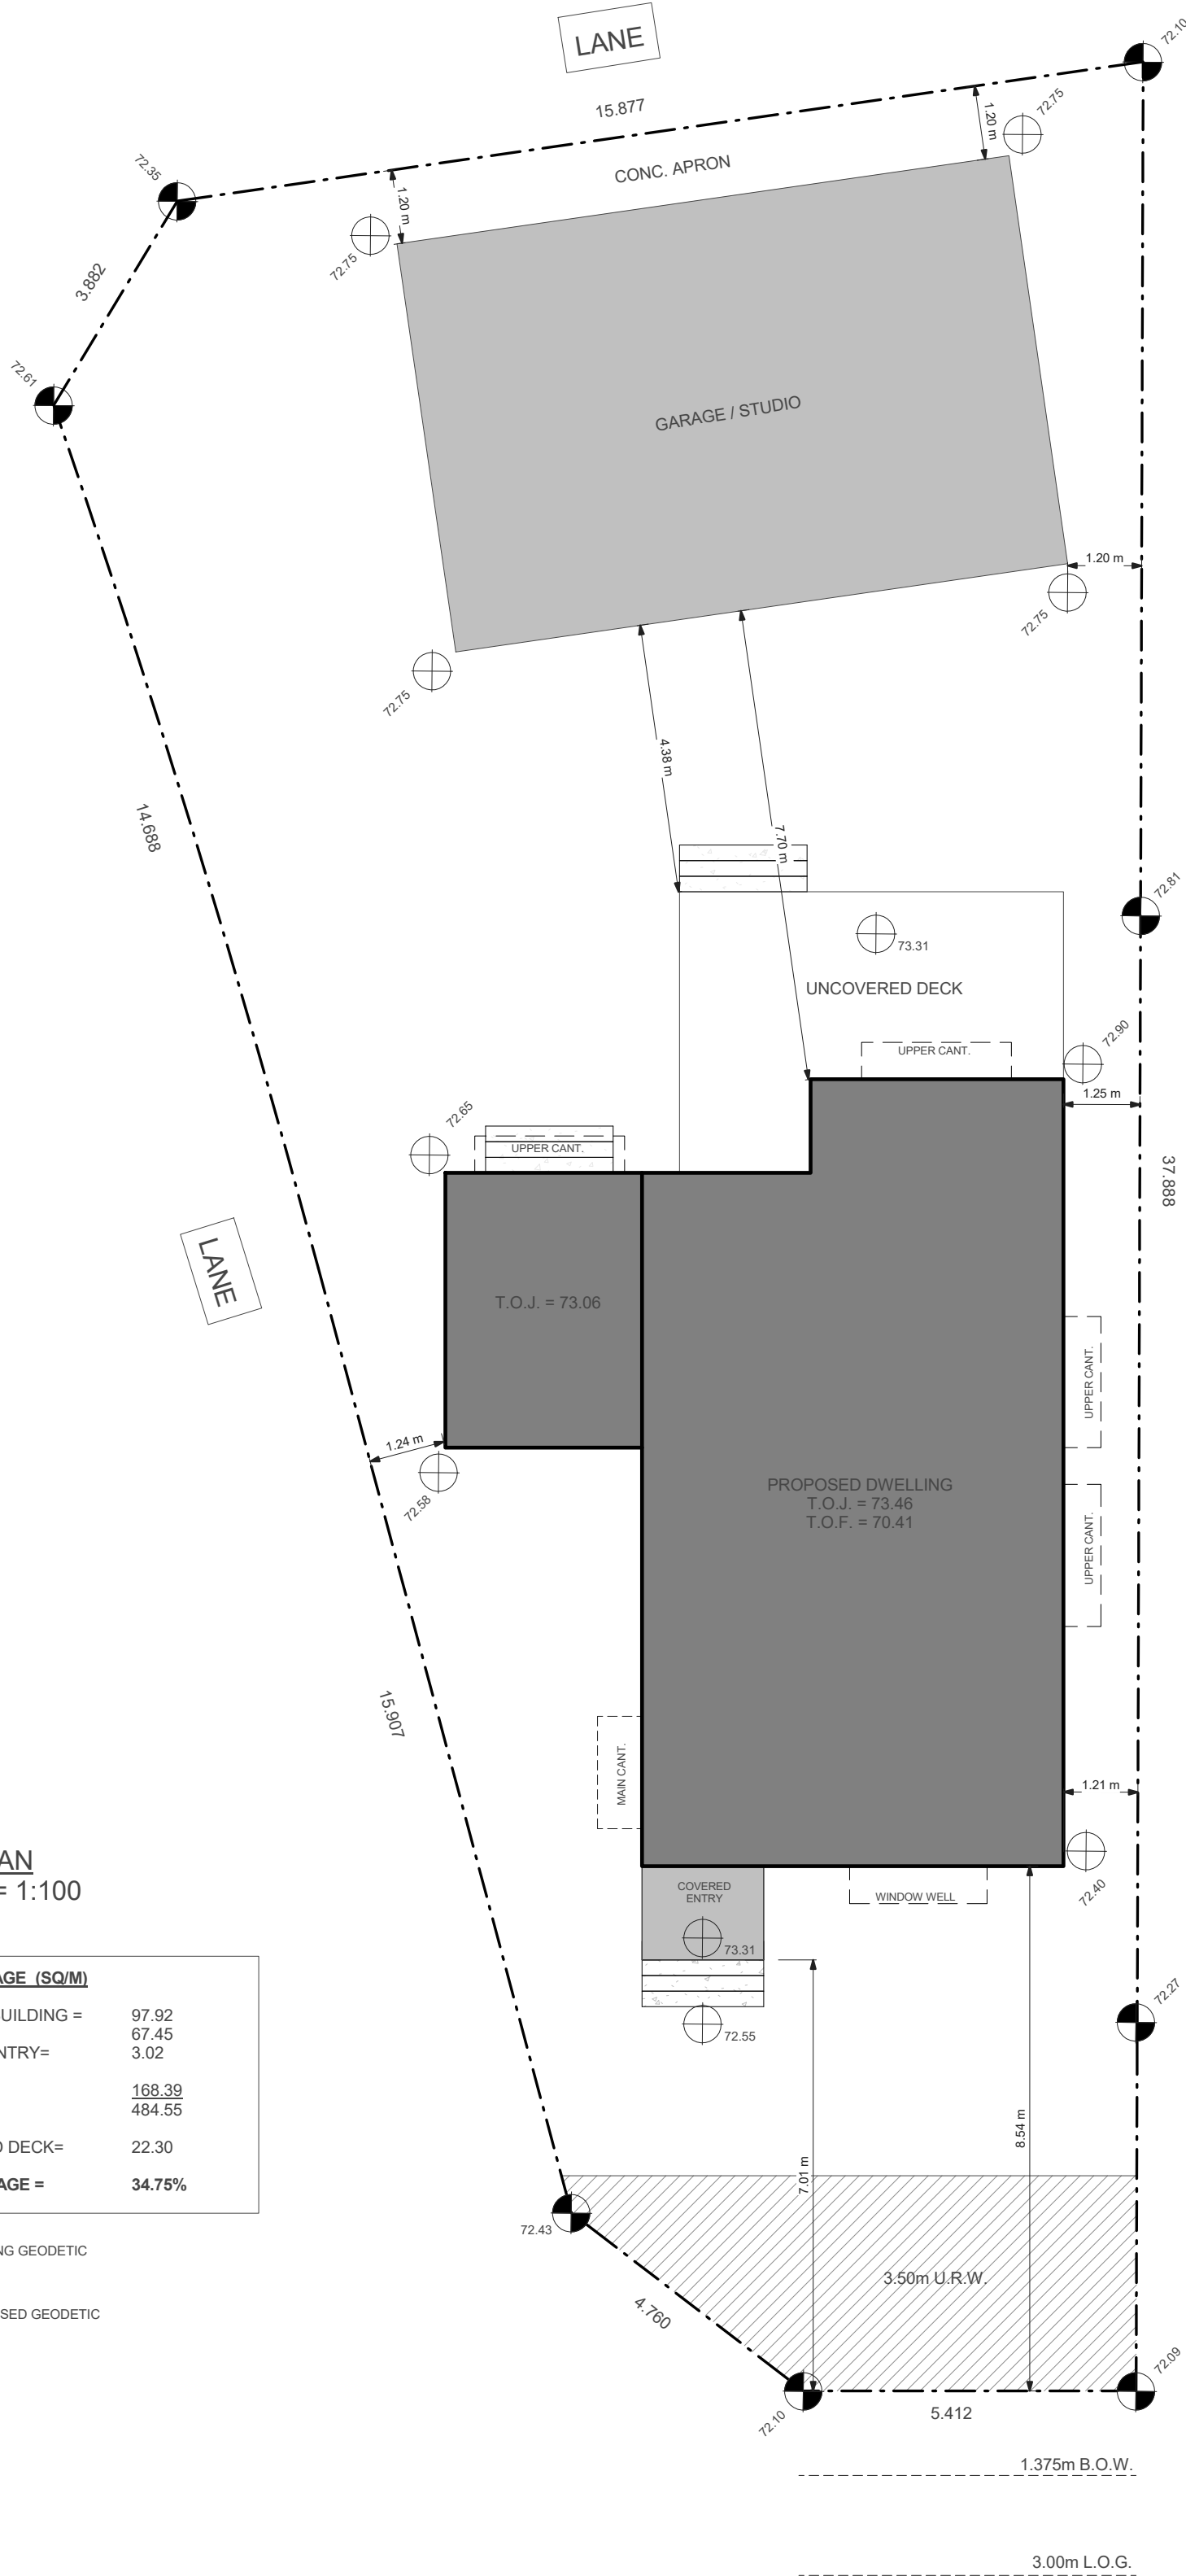 LANE
72.10
15.877
72.75
1.20 m
CONC. APRON
72.35
1.20 m
72.75
3.882
72.61
GARAGE / STUDIO
1.20 m
72.75
72.75
4.38 m
14.688
7.70 m
72.81
73.31
UNCOVERED DECK
72.90
UPPER CANT.
1.25 m
72.65
UPPER CANT.
37.888
LANE
T.O.J. = 73.06
UPPER CANT.
1.24 m
72.58
PROPOSED DWELLING
T.O.J. = 73.46
T.O.F. = 70.41
UPPER CANT.
15.907
MAIN CANT.
1.21 m
AN
= 1:100
COVERED
ENTRY
WINDOW WELL
72.40
73.31
72.55
72.27
AGE (SQ/M)
UILDING = 97.92
67.45
NTRY= 3.02
168.39
484.55
D DECK= 22.30
AGE = 34.75%
8.54 m
7.01 m
72.43
NG GEODETIC
3.50m U.R.W.
SED GEODETIC
4.760
72.09
72.10
5.412
1.375m B.O.W.
3.00m L.O.G.